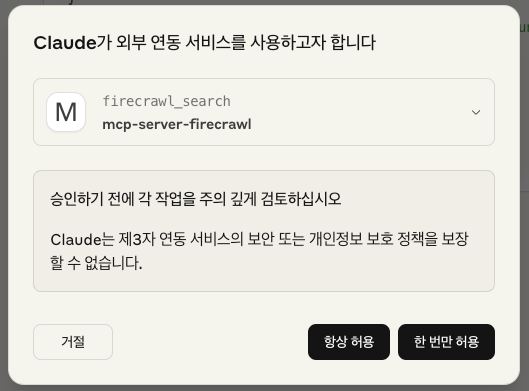 Claude가 외부 연동 서비스를 사용하고자 합니다
M
firecrawl_search
mcp-server-firecrawl
승인하기 전에 각 작업을 주의 깊게 검토하십시오
Claude는 제3자 연동 서비스의 보안 또는 개인정보 보호 정책을 보장
할 수 없습니다.
거절
항상 허용
한 번만 허용